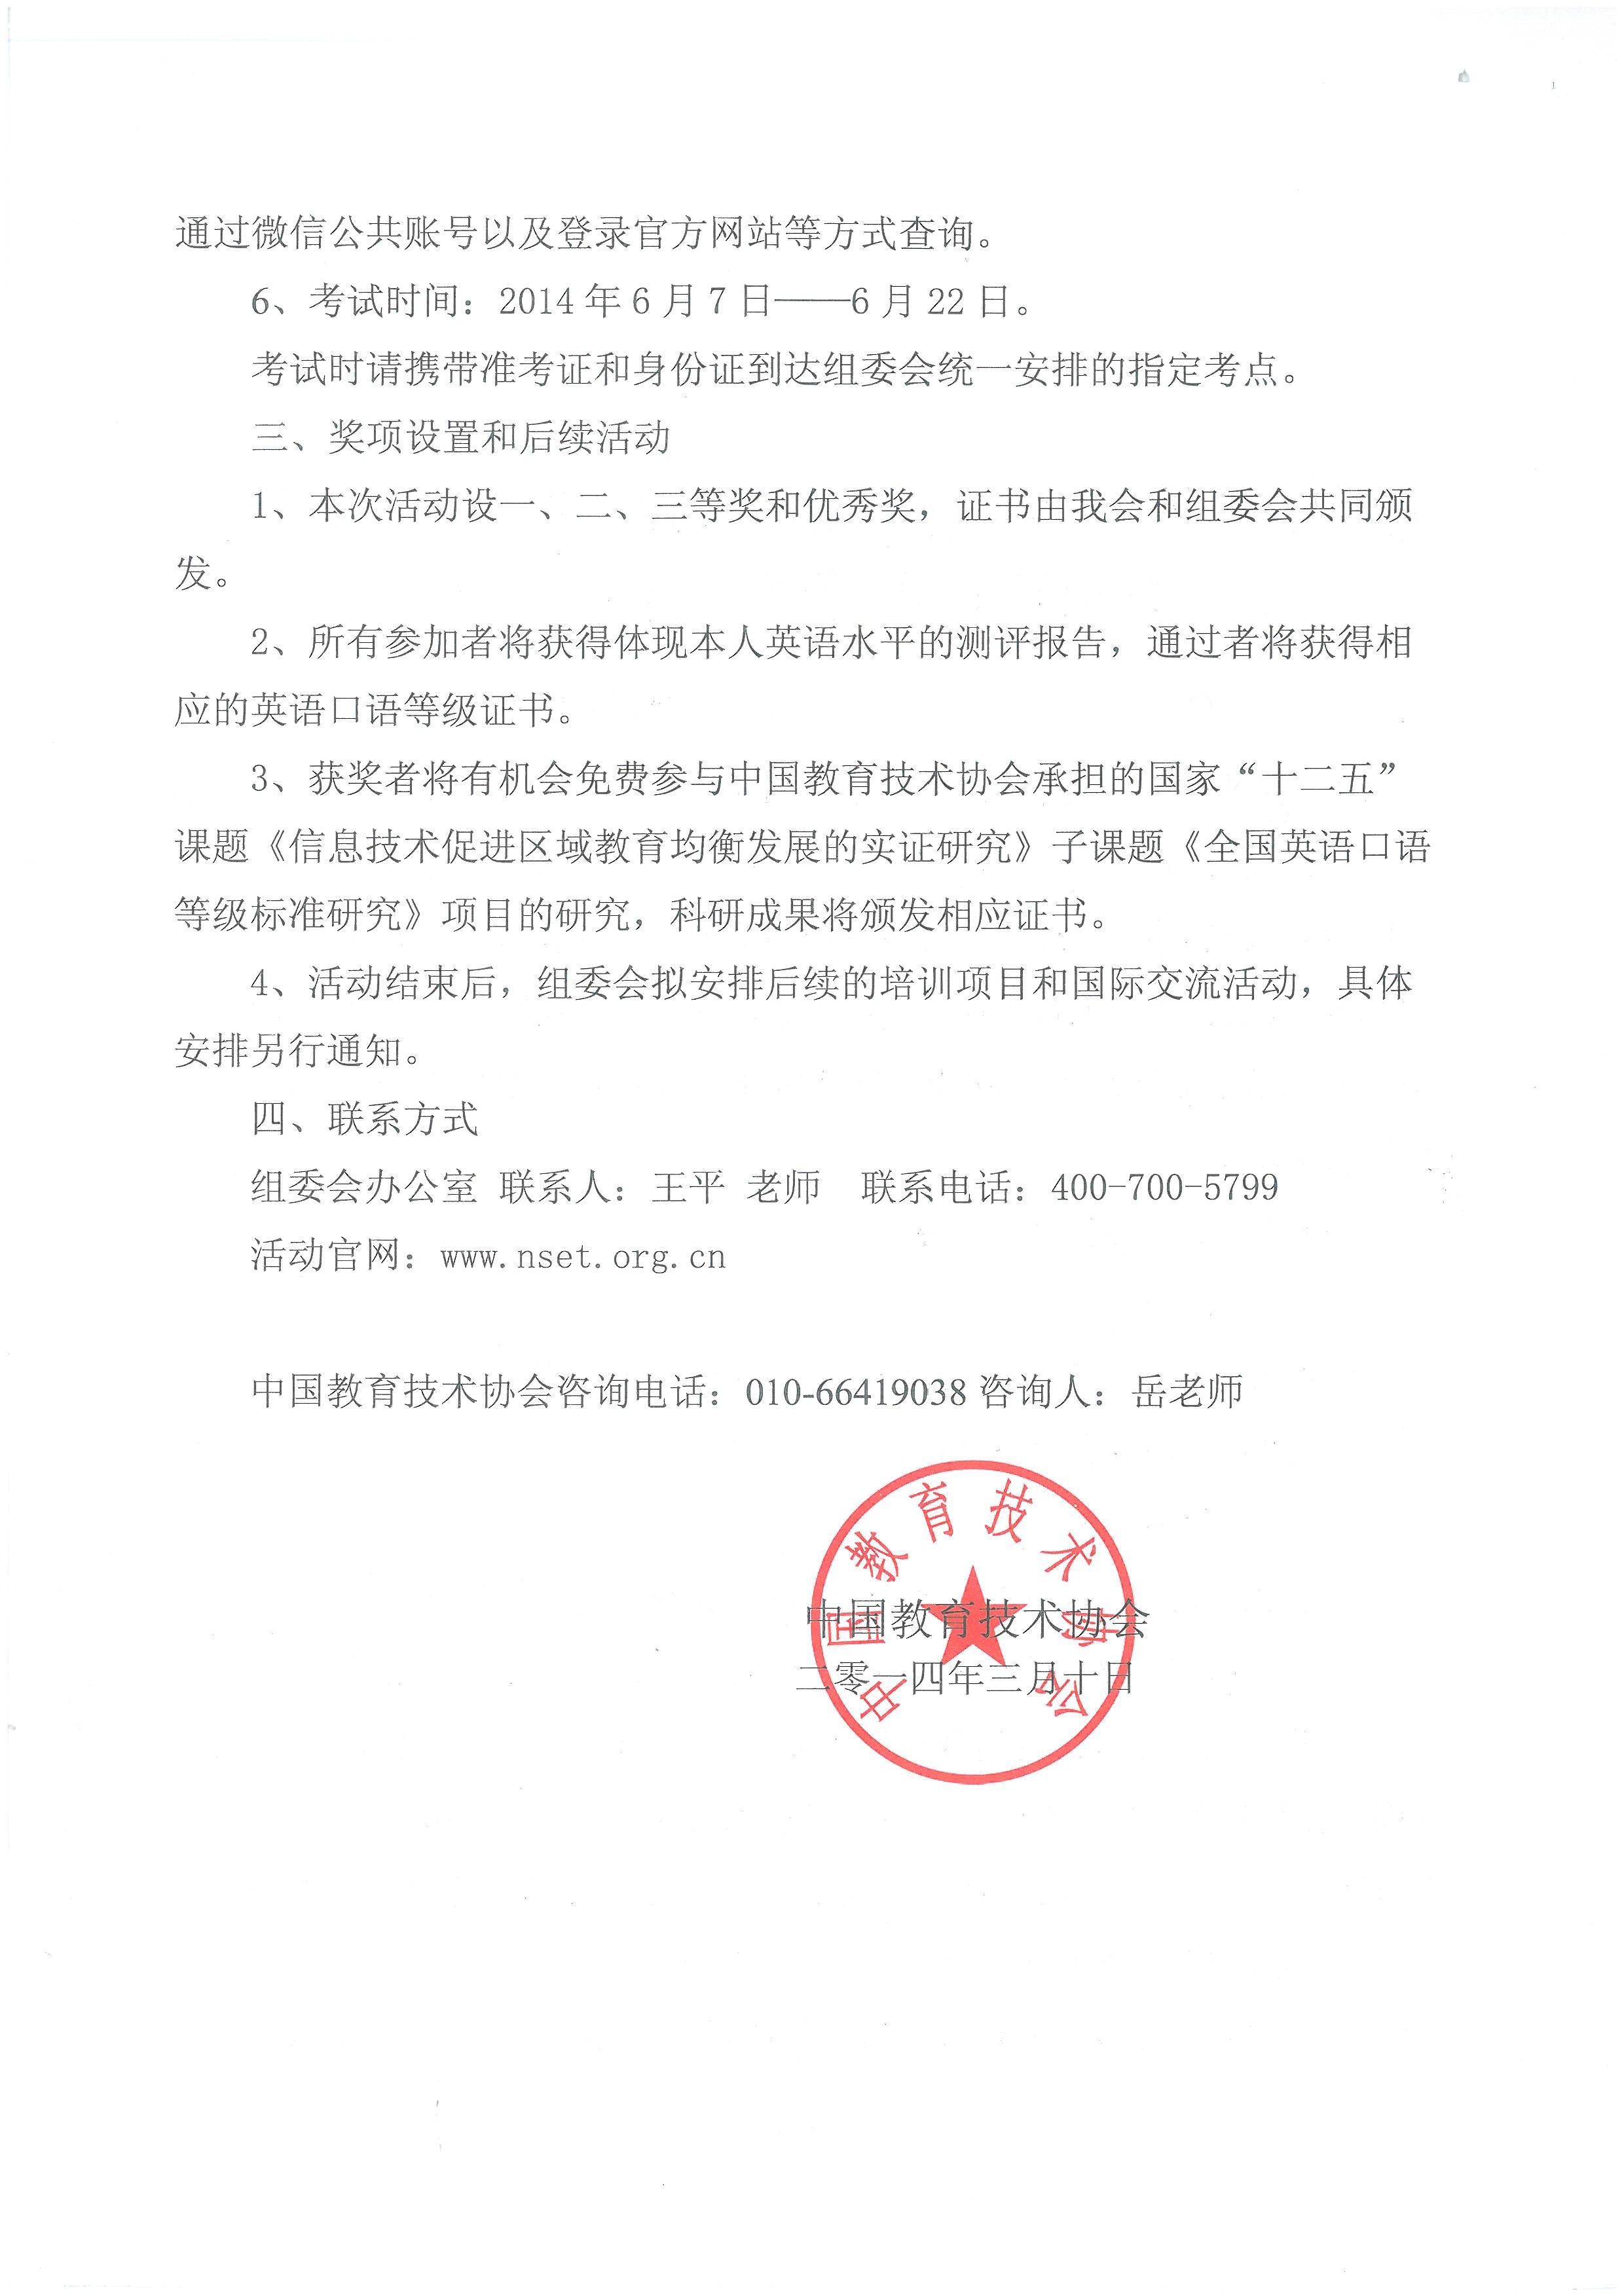 通过微信公共账号以及登录官方网站等方式查询。
6、考试时间：2014 年 6 月 7 日——6 月 22 日。
考试时请携带准考证和身份证到达组委会统一安排的指定考点。
三、奖项设置和后续活动
1、本次活动设一、二、三等奖和优秀奖，证书由我会和组委会共同颁
发。
2、所有参加者将获得体现本人英语水平的测评报告，通过者将获得相
应的英语口语等级证书。
3、获奖者将有机会免费参与中国教育技术协会承担的国家“十二五”
课题《信息技术促进区域教育均衡发展的实证研究》子课题《全国英语口语
等级标准研究》项目的研究，科研成果将颁发相应证书。
4、活动结束后，组委会拟安排后续的培训项目和国际交流活动，具体
安排另行通知。
四、联系方式
组委会办公室 联系人：王平 老师  联系电话：400-700-5799
活动官网：www.nset.org.cn
中国教育技术协会咨询电话：010-66419038 咨询人：岳老师
中国教育技术协会
中国教育技术协会
二零一四年三月十日